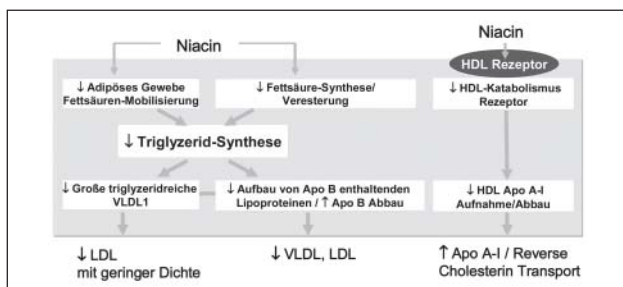 Niacin
Niacin
HDL Rezeptor
↓ Adipöses Gewebe
Fettsäuren-Mobilisierung
↓ Fettsäure-Synthese/
Veresterung
↓ HDL-Katabolismus
Rezeptor
↓ Triglyzerid-Synthese
↓ Große triglyzeridreiche
VLDL1
↓ Aufbau von Apo B enthaltenden
Lipoproteinen / ↑ Apo B Abbau
↓ HDL Apo A-I
Aufnahme/Abbau
↓ LDL
mit geringer Dichte
↓ VLDL, LDL
↑ Apo A-I / Reverse
Cholesterin Transport